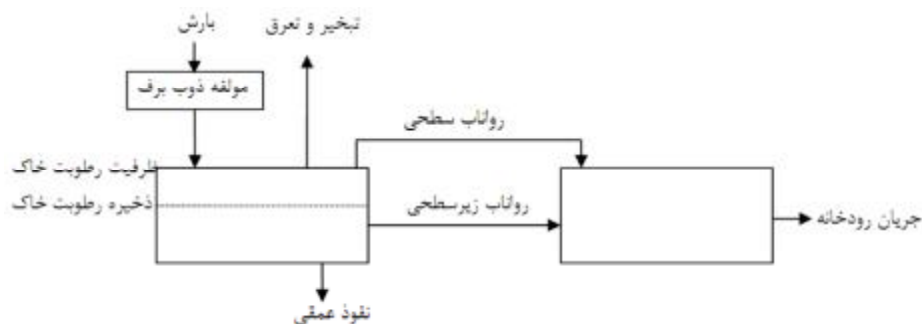 بارش
تبخیر و تعرق
مولفه ذوب برف
رواناب سطحی
ظرفیت رطوبت خاک
ذخیره رطوبت خاک
رواناب زیرسطحی
جریان رودخانه
نفوذ عمقی